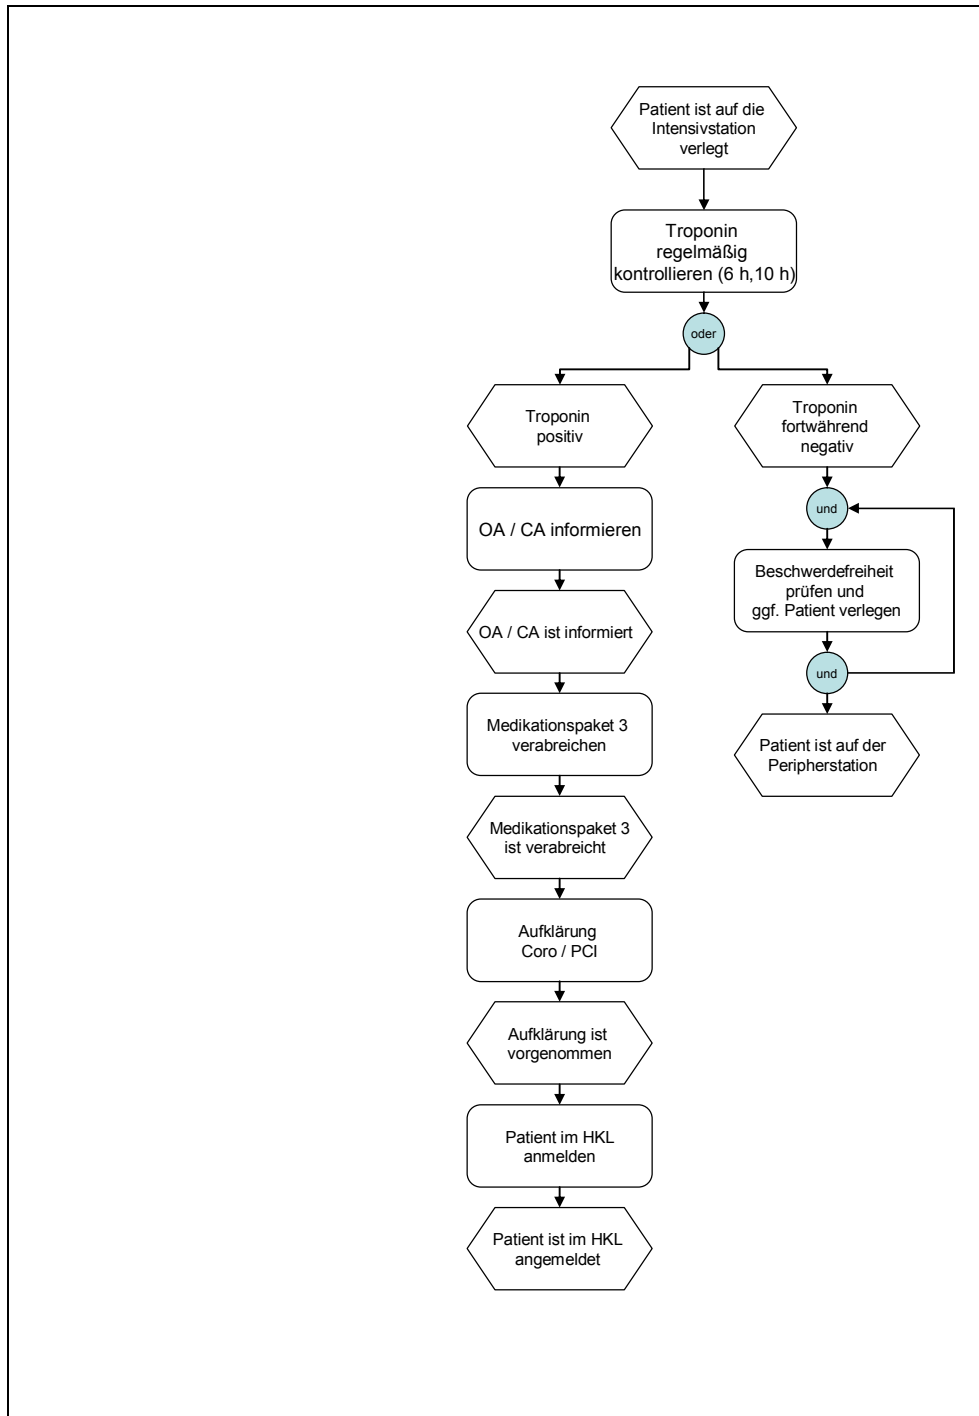 Patient ist auf die
Intensivstation
verlegt
Troponin
regelmäßig
kontrollieren (6 h,10 h)
oder
Troponin
positiv
Troponin
fortwährend
negativ
OA / CA informieren
und
Beschwerdefreiheit
prüfen und
ggf. Patient verlegen
OA / CA ist informiert
und
Medikationspaket 3
verabreichen
Patient ist auf der
Peripherstation
Medikationspaket 3
ist verabreicht
Aufklärung
Coro / PCI
Aufklärung ist
vorgenommen
Patient im HKL
anmelden
Patient ist im HKL
angemeldet